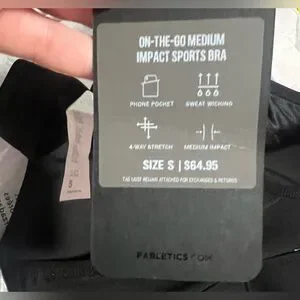 ON-THE-GO MEDIUM
IMPACT SPORTS BRA
PHONE POCKET
SWEAT WICKING
4-WAY STRETCH
MEDIUM IMPACT
SIZE S | $64.95
TAG MUST REMAIN ATTACHED FOR EXCHANGES & RETURNS
FABLETICS.COM
S